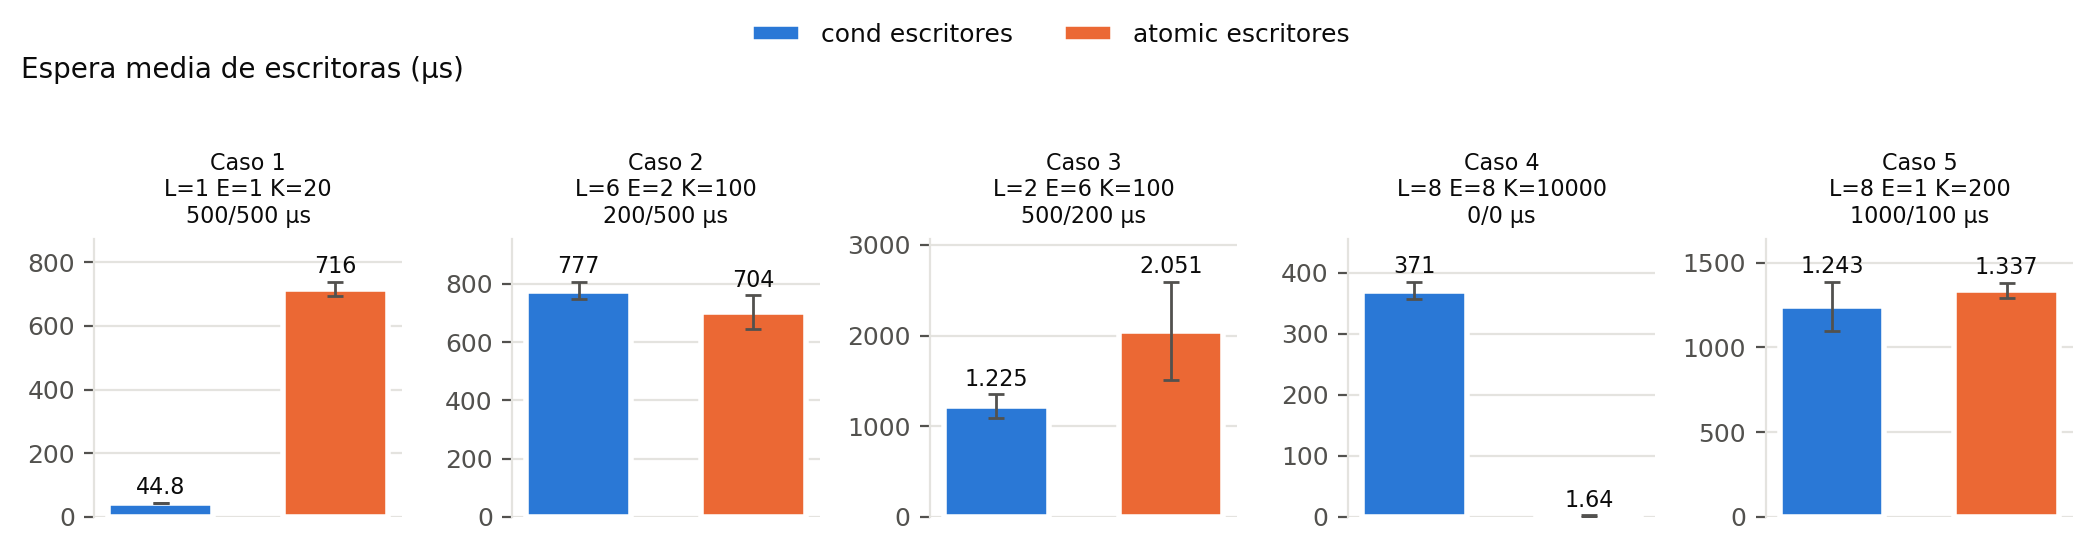 cond escritores
atomic escritores
Espera media de escritoras (µs)
Caso 1
L=1 E=1 K=20
500/500 µs
800
600
400
200
0
44.8
716
Caso 2
L=6 E=2 K=100
200/500 µs
800
600
400
200
0
777
704
Caso 3
L=2 E=6 K=100
500/200 µs
3000
2000
1000
0
1.225
2.051
Caso 4
L=8 E=8 K=10000
0/0 µs
400
300
200
100
0
371
1.64
Caso 5
L=8 E=1 K=200
1000/100 µs
1500
1000
500
0
1.243
1.337